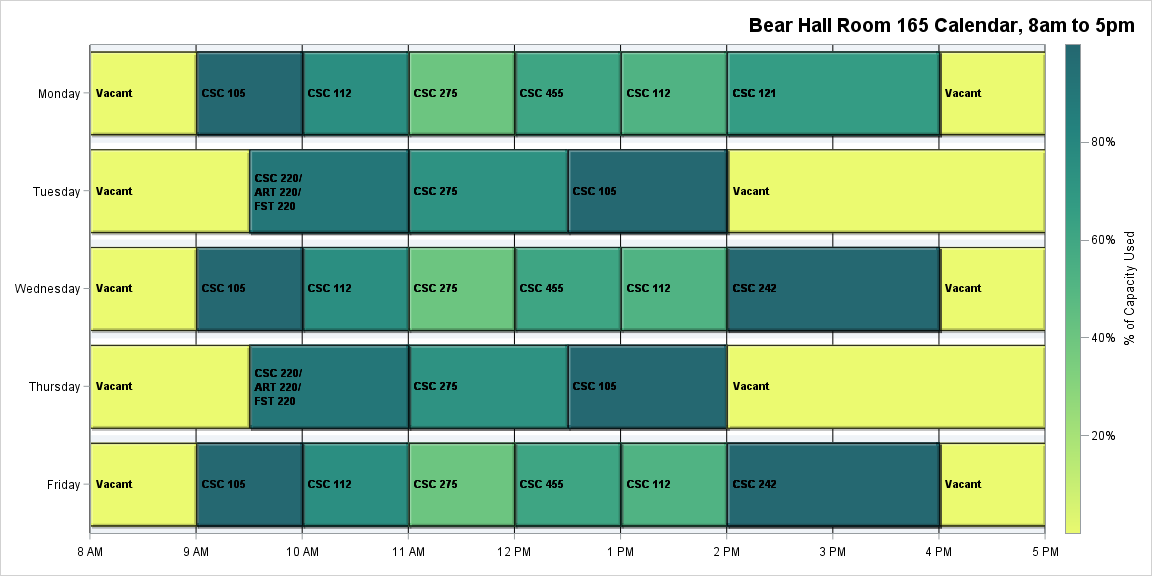 Bear Hall Room 165 Calendar, 8am to 5pm
Monday
Vacant
CSC 105
CSC 112
CSC 275
CSC 455
CSC 112
CSC 121
Vacant
Tuesday
Vacant
CSC 220/
ART 220/
FST 220
CSC 275
CSC 105
Vacant
Wednesday
Vacant
CSC 105
CSC 112
CSC 275
CSC 455
CSC 112
CSC 242
Vacant
Thursday
Vacant
CSC 220/
ART 220/
FST 220
CSC 275
CSC 105
Vacant
Friday
Vacant
CSC 105
CSC 112
CSC 275
CSC 455
CSC 112
CSC 242
Vacant
8 AM
9 AM
10 AM
11 AM
12 PM
1 PM
2 PM
3 PM
4 PM
5 PM
80%
60%
40%
20%
% of Capacity Used